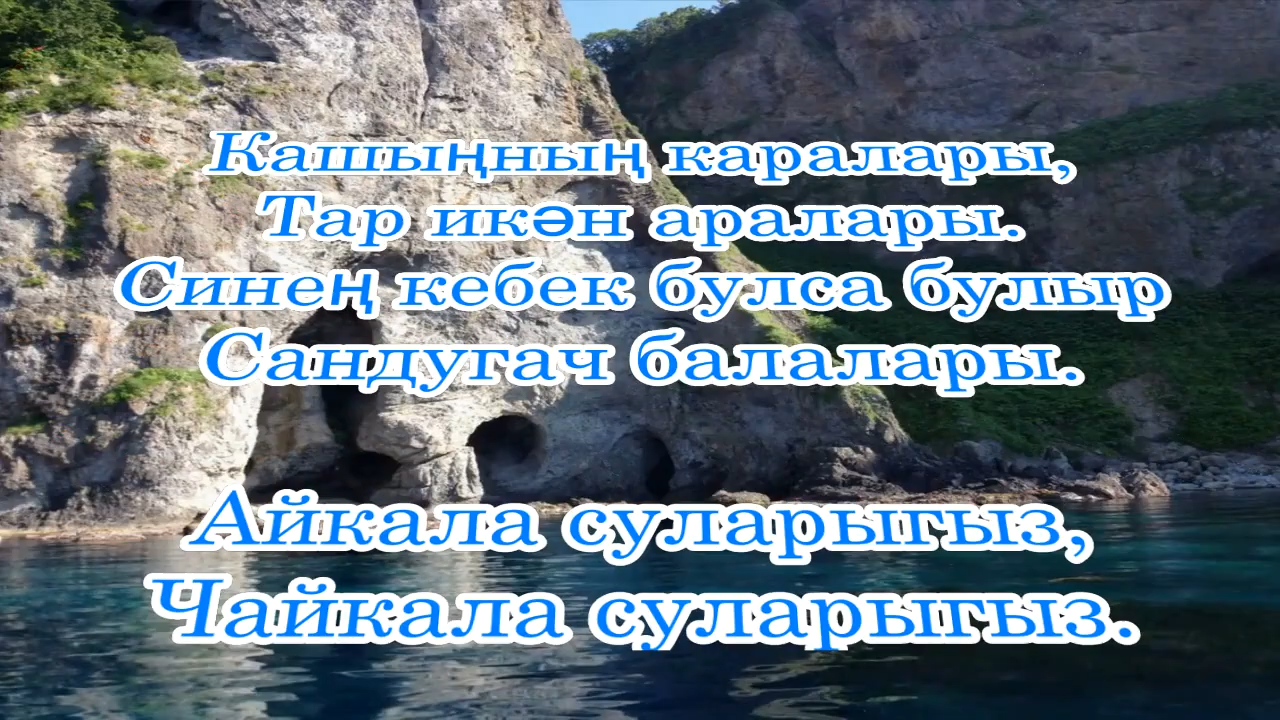 Кашыңның каралары,
Тар икән аралары.
Синең кебек булса булыр
Сандугач балалары.
Айкала суларыгыз,
Чайкала суларыгыз.